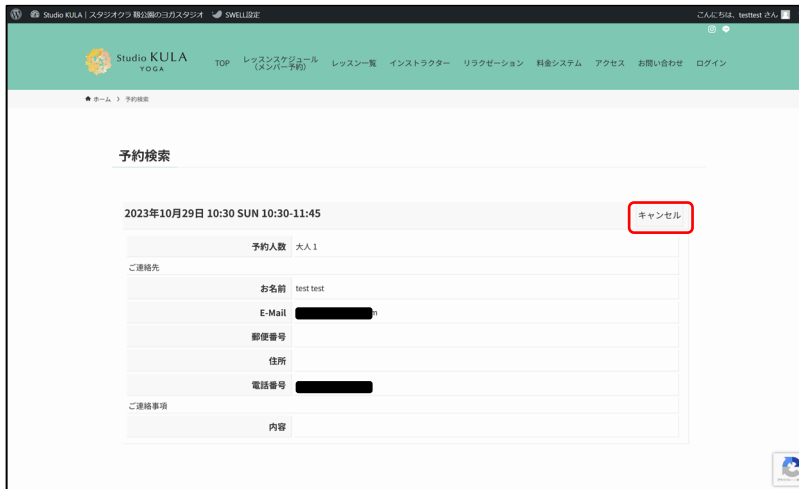 Studio KULA | スタジオクラ 靱公園のヨガスタジオ SWELL設定 こんにちは、testtest さん
Studio KULA
YOGA
TOP レッスンスケジュール（メンバー予約） レッスン一覧 インストラクター リラクゼーション 料金システム アクセス お問い合わせ ログイン
ホーム 予約検索
予約検索
2023年10月29日 10:30 SUN 10:30-11:45 キャンセル
予約人数 大人 1
ご連絡先
お名前 test test
E-Mail m
郵便番号
住所
電話番号
ご連絡事項
内容